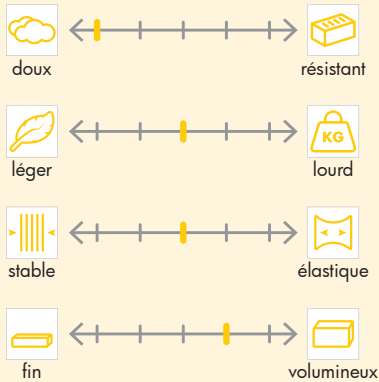 doux résistant
KG
léger lourd
stable élastique
fin volumineux